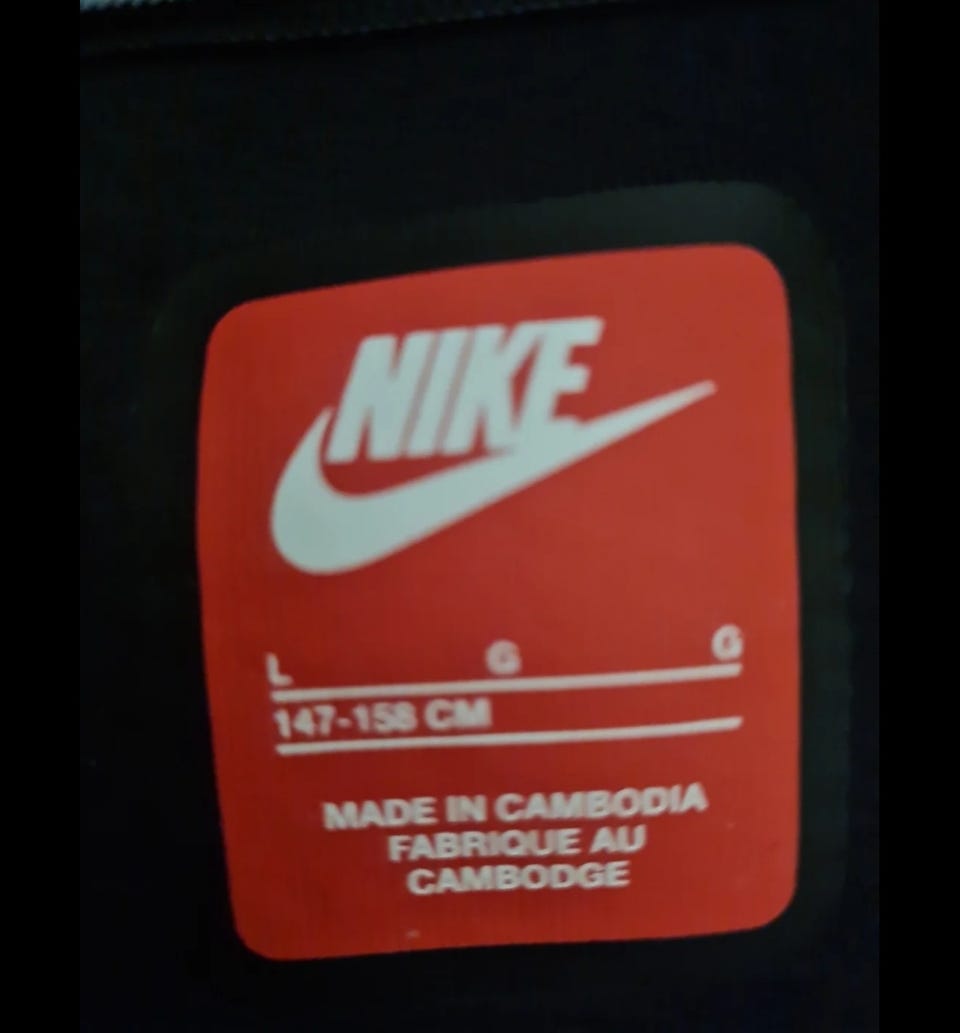 NIKE
L G G
147-158 CM
MADE IN CAMBODIA
FABRIQUE AU
CAMBODGE